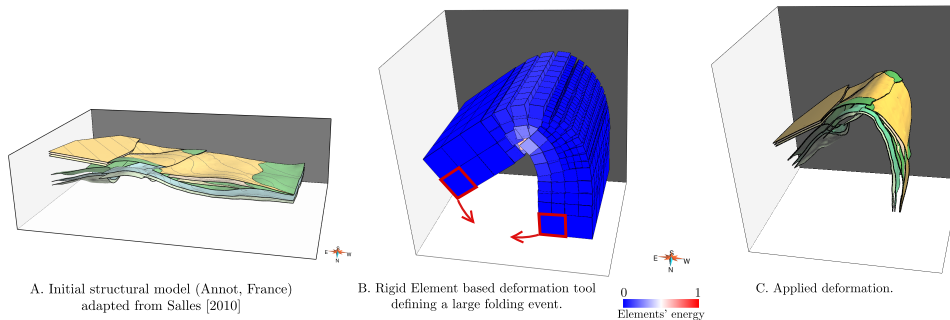 S
E
W
N
A. Initial structural model (Annot, France)
adapted from Salles [2010]
B. Rigid Element based deformation tool
defining a large folding event.
S
E
W
N
0
1
Elements' energy
C. Applied deformation.